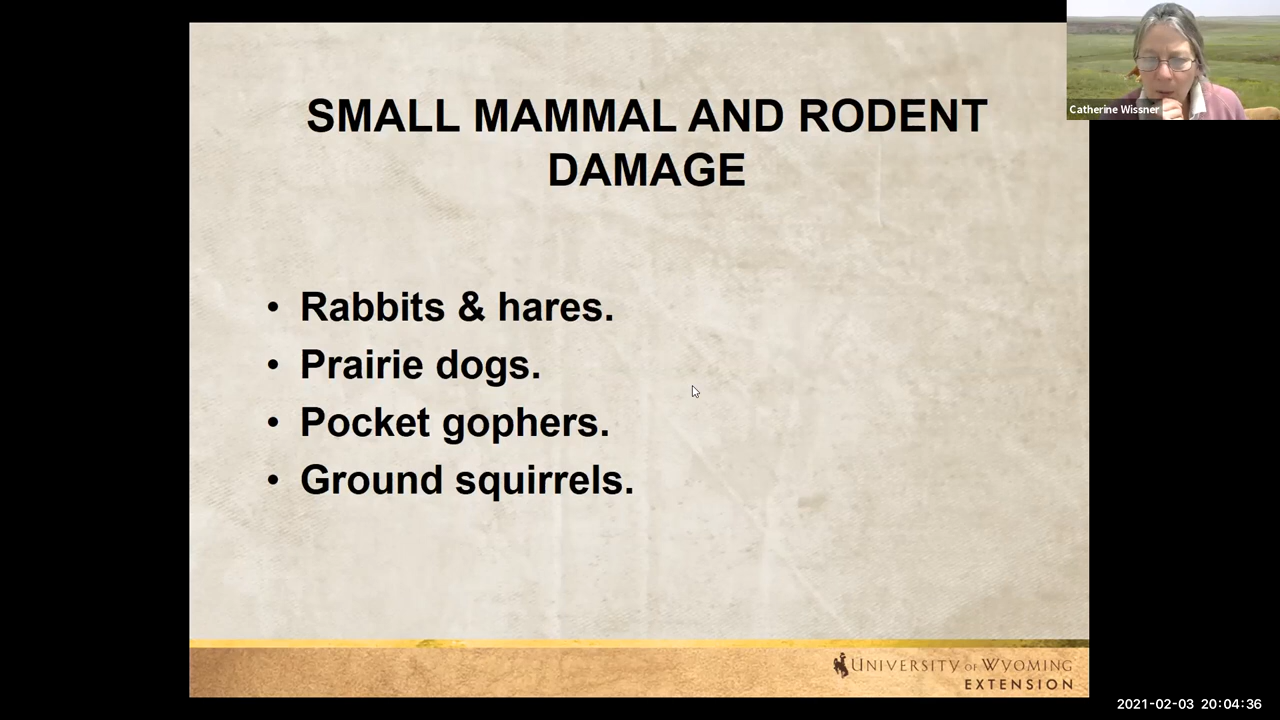 SMALL MAMMAL AND RODENT
DAMAGE
• Rabbits & hares.
• Prairie dogs.
• Pocket gophers.
• Ground squirrels.
UNIVERSITY OF WYOMING
EXTENSION
Catherine Wissner
2021-02-03 20:04:36